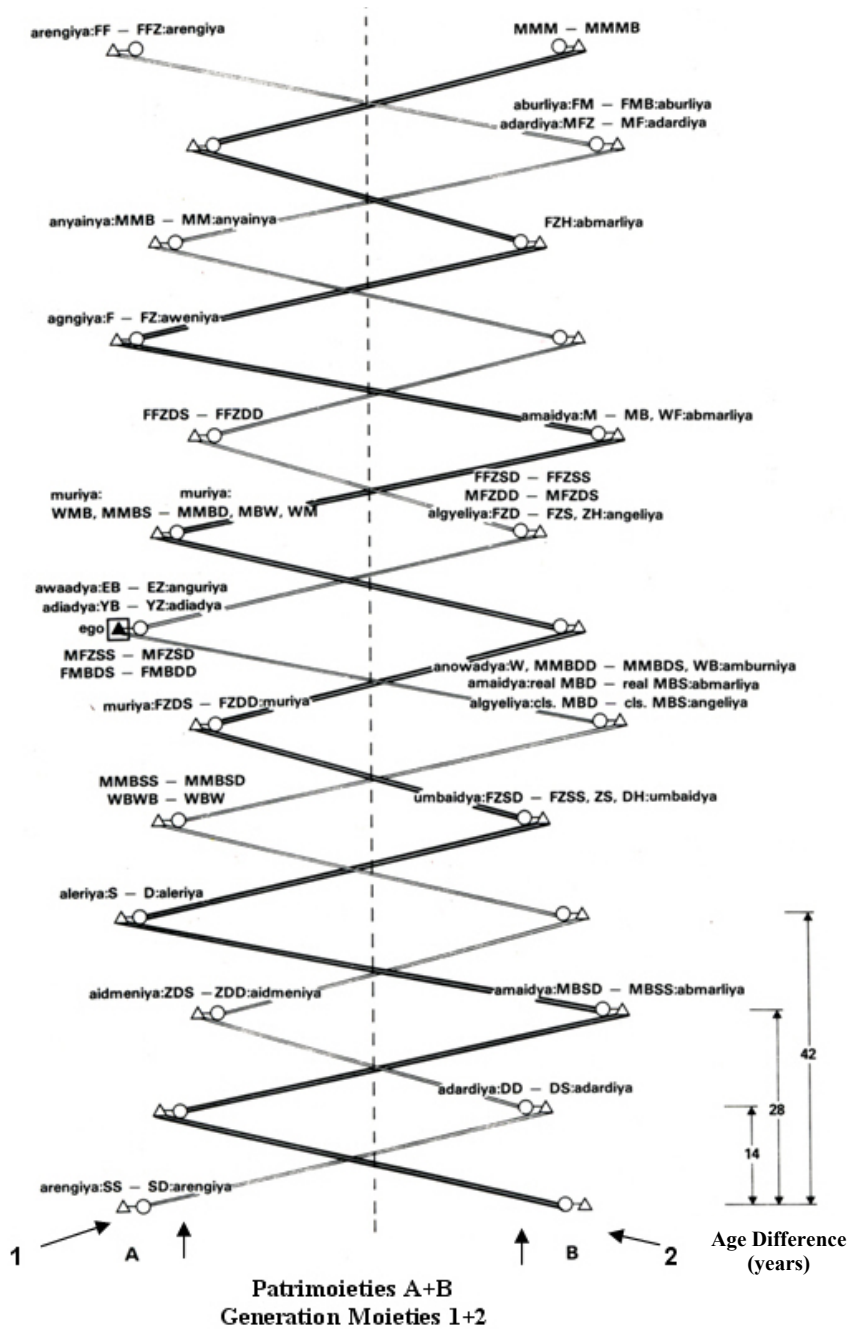 arengiya:FF – FFZ:arengiya
MMM – MMMB
aburliya:FM – FMB:aburliya
adardiya:MFZ – MF:adardiya
anyainya:MMB – MM:anyainya
FZH:abmarliya
agngiya:F – FZ:aweniya
FFZDS – FFZDD
amaidya:M – MB, WF:abmarliya
FFZSD – FFZSS
MFZDD – MFZDS
algyeliya:FZD – FZS, ZH:angeliya
muriya: muriya:
WMB, MMBS – MMBD, MBW, WM
awaadya:EB – EZ:anguriya
adiadya:YB – YZ:adiadya
ego
MFZSS – MFZSD
FMBDS – FMBDD
anowadya:W, MMBDD – MMBDS, WB:amburniya
amaidya:real MBD – real MBS:abmarliya
algyeliya:cls. MBD – cls. MBS:angeliya
muriya:FZDS – FZDD:muriya
MMBSS – MMBSD
WBWB – WBW
umbaidya:FZSD – FZSS, ZS, DH:umbaidya
aleriya:S – D:aleriya
aidmeniya:ZDS – ZDD:aidmeniya
amaidya:MBSD – MBSS:abmarliya
adardiya:DD – DS:adardiya
arengiya:SS – SD:arengiya
14
28
42
Age Difference
(years)
1 A B 2
Patrimoieties A+B
Generation Moieties 1+2